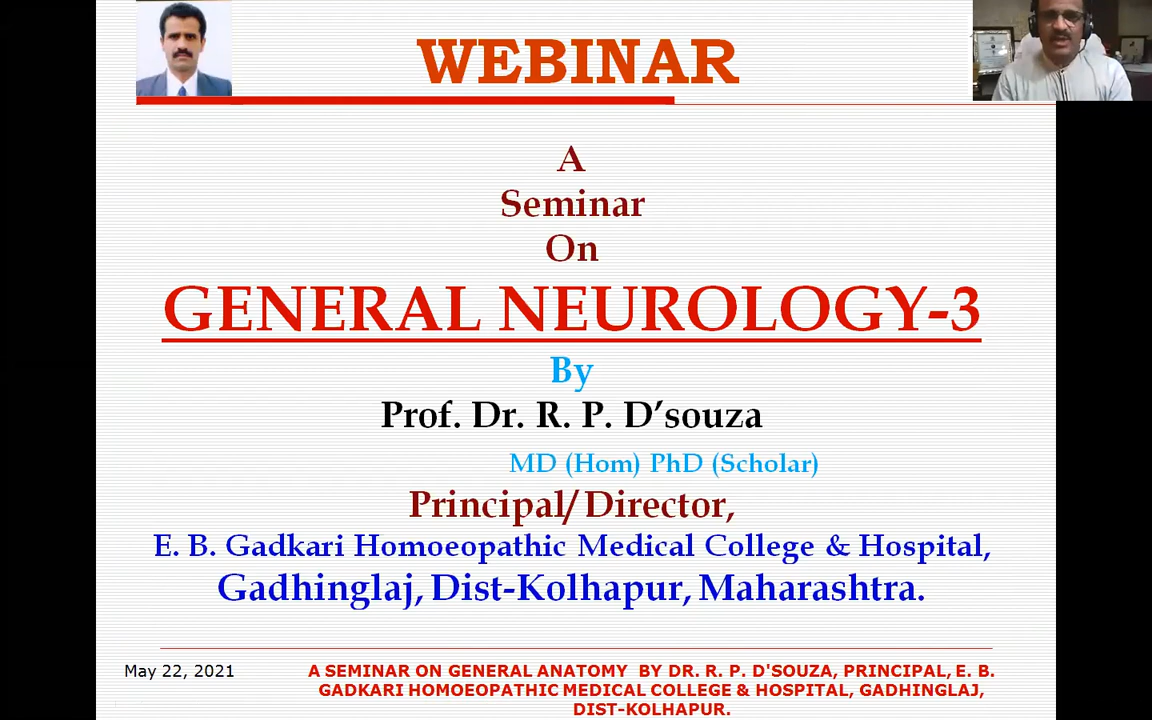 WEBINAR
A
Seminar
On
GENERAL NEUROLOGY-3
By
Prof. Dr. R. P. D’souza
MD (Hom) PhD (Scholar)
Principal/Director,
E. B. Gadkari Homoeopathic Medical College & Hospital,
Gadhinglaj, Dist-Kolhapur, Maharashtra.
May 22, 2021
A SEMINAR ON GENERAL ANATOMY BY DR. R. P. D'SOUZA, PRINCIPAL, E. B.
GADKARI HOMOEOPATHIC MEDICAL COLLEGE & HOSPITAL, GADHINGLAJ,
DIST-KOLHAPUR.